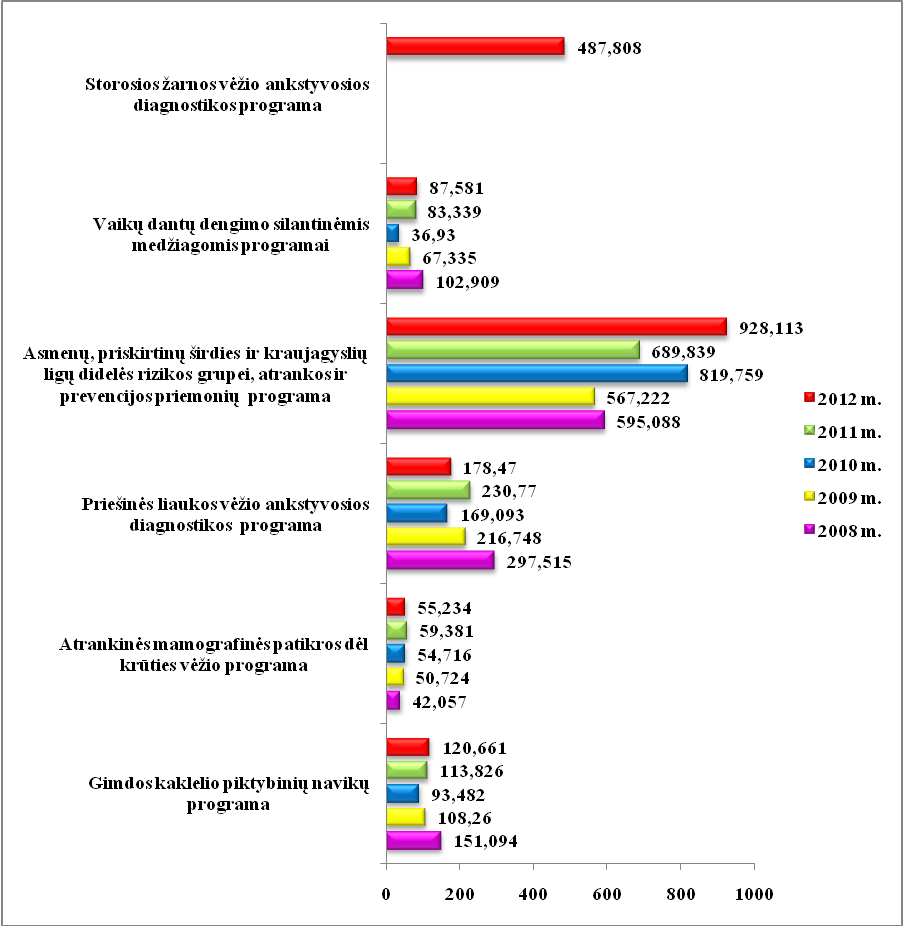 487,808
Storosios žarnos vėžio ankstyvosios
diagnostikos programa
87,581
83,339
Vaikų dantų dengimo silantinėmis
medžiagomis programai
36,93
67,335
102,909
928,113
689,839
Asmenų, priskirtinų širdies ir kraujagyslių
ligų didelės rizikos grupei, atrankos ir
prevencijos priemonių programa
819,759
567,222
595,088
2012 m.
2011 m.
2010 m.
2009 m.
2008 m.
178,47
230,77
Priešinės liaukos vėžio ankstyvosios
diagnostikos programa
169,093
216,748
297,515
55,234
59,381
Atrankinės mamografinės patikros dėl
krūties vėžio programa
54,716
50,724
42,057
120,661
113,826
Gimdos kaklelio piktybinių navikų
programa
93,482
108,26
151,094
0 200 400 600 800 1000